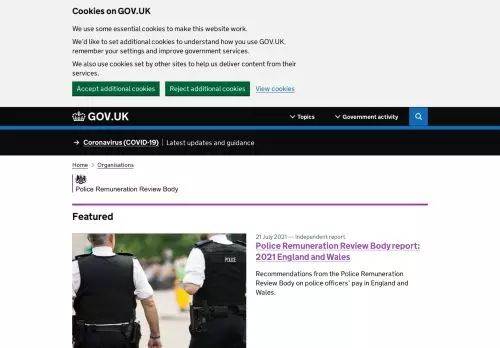 Cookies on GOV.UK
We use some essential cookies to make this website work.
We'd like to set additional cookies to understand how you use GOV.UK,
remember your settings and improve government services.
We also use cookies set by other sites to help us deliver content from their
services.
Accept additional cookies
Reject additional cookies
View cookies
GOV.UK
Topics
Government activity
→ Coronavirus (COVID-19) | Latest updates and guidance
Home > Organisations
Police Remuneration Review Body
Featured
21 July 2021 — Independent report
Police Remuneration Review Body report:
2021 England and Wales
Recommendations from the Police Remuneration
Review Body on police officers' pay in England and
Wales.
POLICE